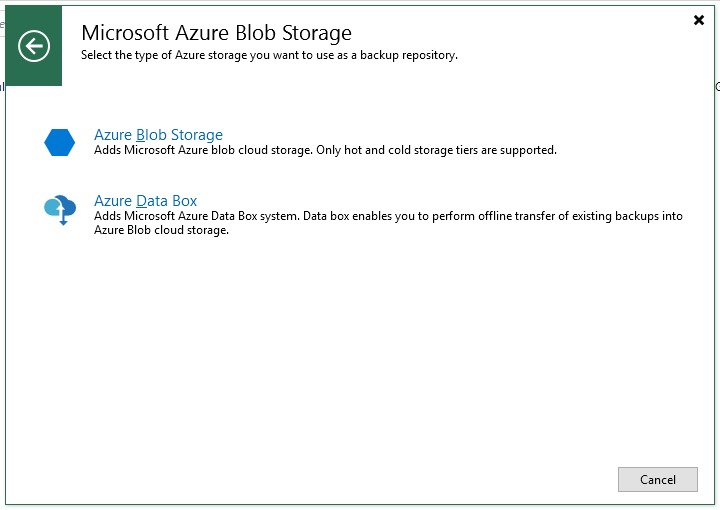 Microsoft Azure Blob Storage
Select the type of Azure storage you want to use as a backup repository.
Azure Blob Storage
Adds Microsoft Azure blob cloud storage. Only hot and cold storage tiers are supported.
Azure Data Box
Adds Microsoft Azure Data Box system. Data box enables you to perform offline transfer of existing backups into
Azure Blob cloud storage.
Cancel